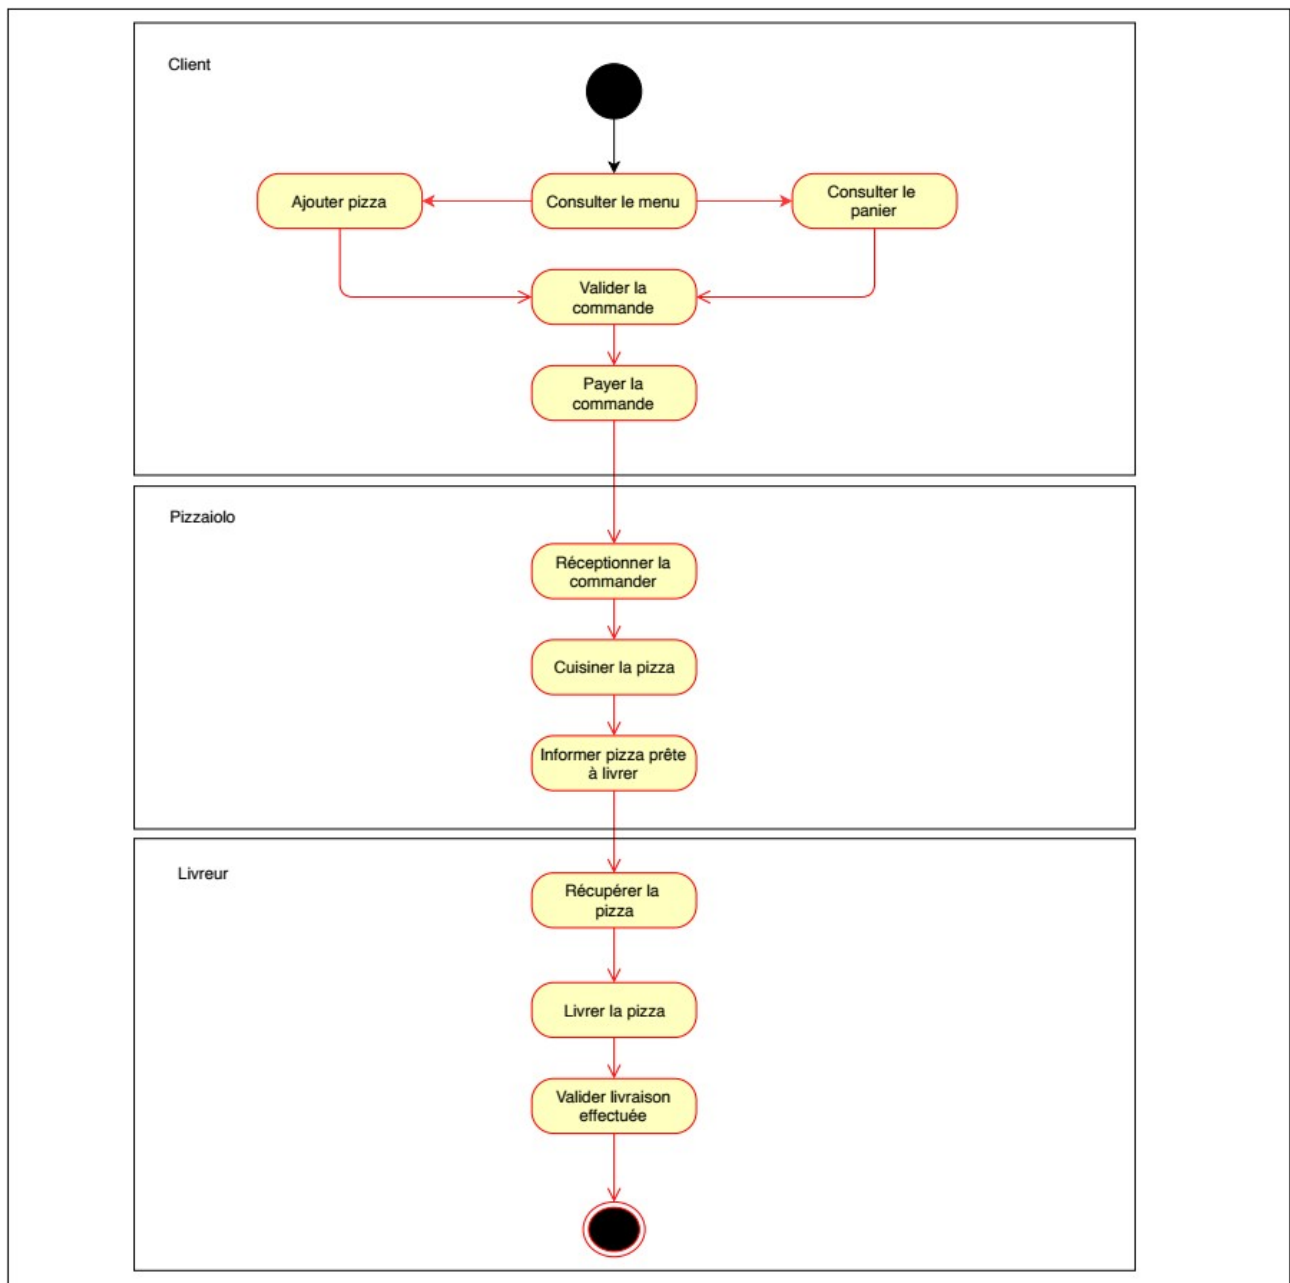 Client
Ajouter pizza
Consulter le menu
Consulter le
panier
Valider la
commande
Payer la
commande
Pizzaiolo
Réceptionner la
commander
Cuisiner la pizza
Informer pizza prête
à livrer
Livreur
Récupérer la
pizza
Livrer la pizza
Valider livraison
effectuée